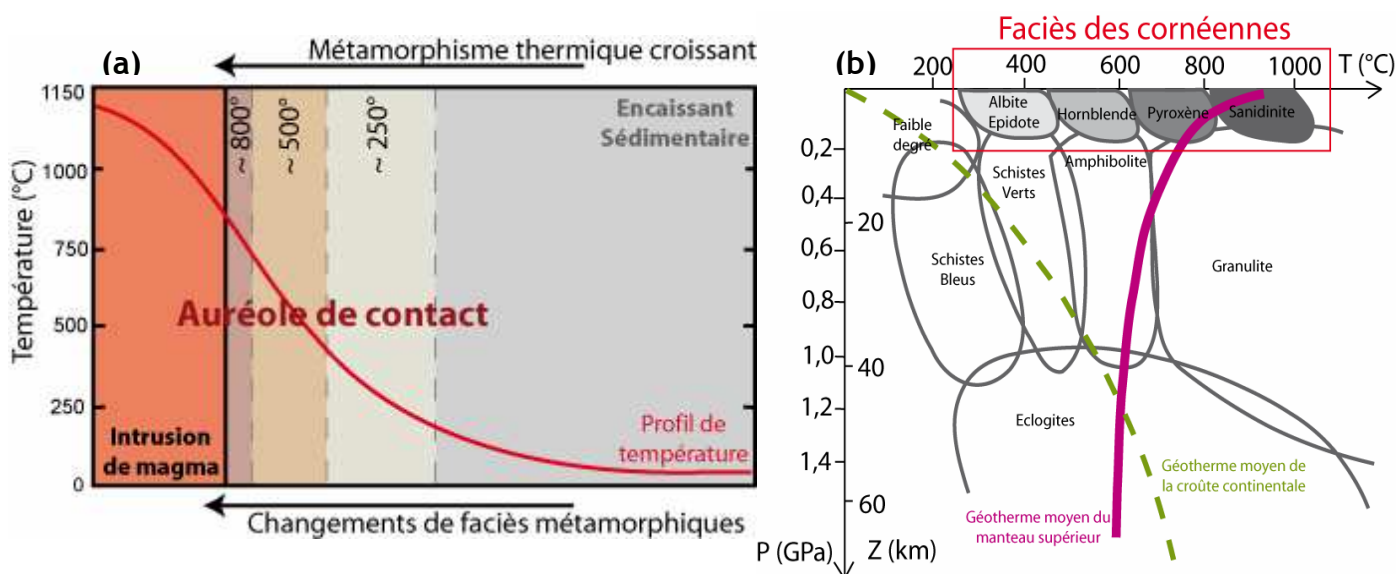 Métamorphisme thermique croissant
(a)
Température (°C)
1150
1000
750
500
250
0
~ 800°
~ 500°
~ 250°
Encaissant
Sédimentaire
Auréole de contact
Intrusion
de magma
Profil de
température
Changements de faciès métamorphiques
Faciès des cornéennes
(b)
200
400
600
800
1000
T (°C)
Albite
Epidote
Hornblende
Pyroxène
Sanidinite
Faible
degré
0,2
0,4
0,6
0,8
1,0
1,2
1,4
20
40
60
Schistes
Verts
Amphibolite
Schistes
Bleus
Granulite
Eclogites
Géotherme moyen de
la croûte continentale
Géotherme moyen du
manteau supérieur
P (GPa)
Z (km)